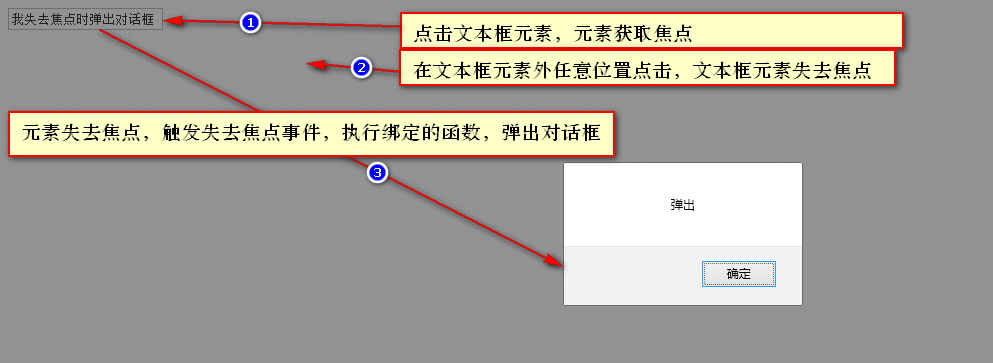 我失去焦点时弹出对话框
1
点击文本框元素，元素获取焦点
2
在文本框元素外任意位置点击，文本框元素失去焦点
元素失去焦点，触发失去焦点事件，执行绑定的函数，弹出对话框
3
弹出
确定